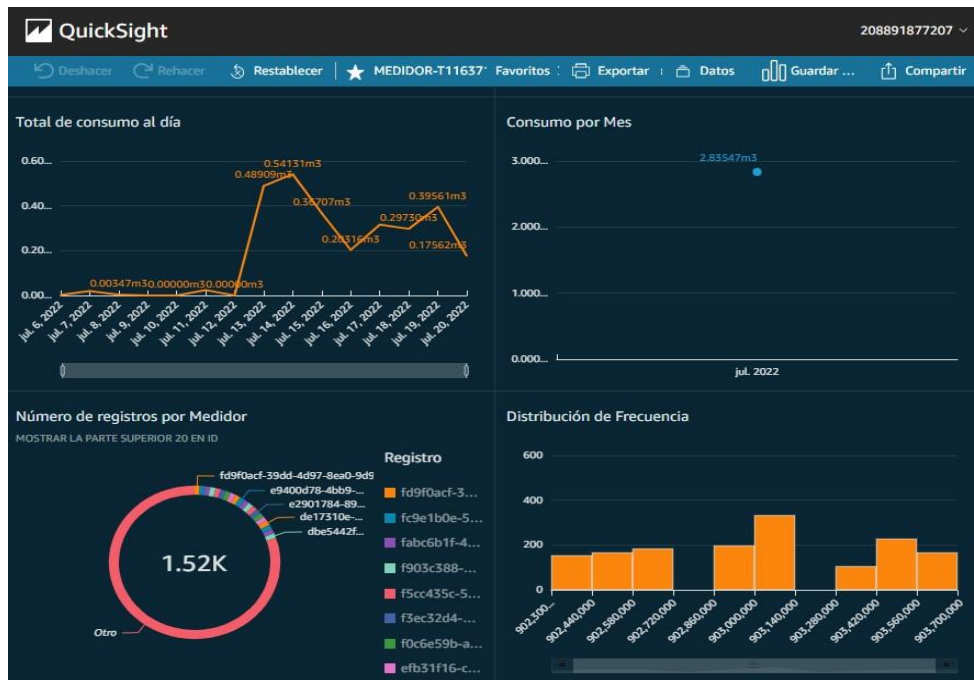 QuickSight
208891877207
Deshacer Rehacer Restablecer MEDIDOR-T11637 Favoritos Exportar Datos Guardar ... Compartir
Total de consumo al día
0.60...
0.40...
0.20...
0.00...
0.00347m3
0.00000m3
0.00000m3
0.48909m3
0.54131m3
0.36707m3
0.20316m3
0.29730m3
0.39561m3
0.17562m3
jul. 6, 2022
jul. 7, 2022
jul. 8, 2022
jul. 9, 2022
jul. 10, 2022
jul. 11, 2022
jul. 12, 2022
jul. 13, 2022
jul. 14, 2022
jul. 15, 2022
jul. 16, 2022
jul. 17, 2022
jul. 18, 2022
jul. 19, 2022
jul. 20, 2022
Consumo por Mes
3.000...
2.000...
1.000...
0.000...
2.83547m3
jul. 2022
Número de registros por Medidor
MOSTRAR LA PARTE SUPERIOR 20 EN ID
fd9f0acf-39dd-4d97-8ea0-9d9
e9400d78-4bb9-...
e2901784-89...
de17310e-...
dbe5442f...
1.52K
Otro
Registro
fd9f0acf-3...
fc9e1b0e-5...
fabc6b1f-4...
f903c388-...
f5cc435c-5...
f3ec32d4-...
f0c6e59b-a...
efb31f16-c...
Distribución de Frecuencia
600
400
200
0
902,300...
902,440,000
902,580,000
902,720,000
902,860,000
903,000,000
903,140,000
903,280,000
903,420,000
903,560,000
903,700,000